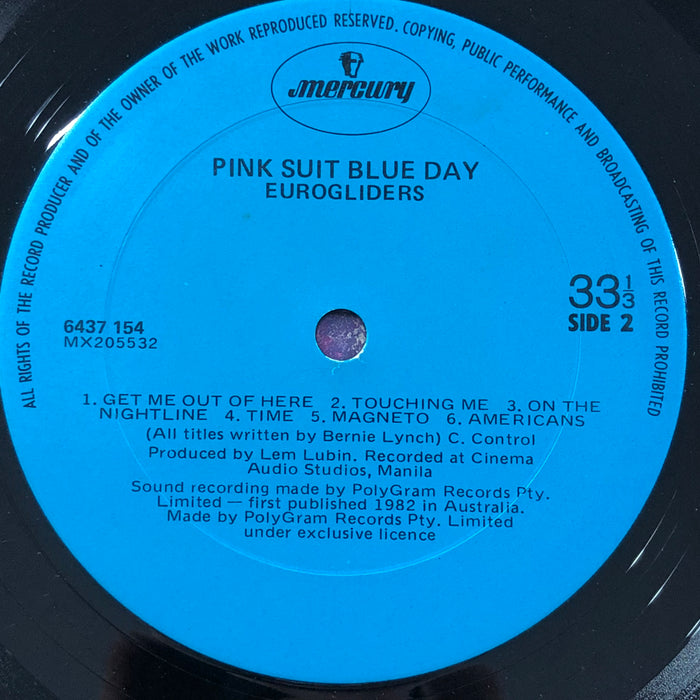 ALL RIGHTS OF THE RECORD PRODUCER AND OF THE OWNER OF THE WORK REPRODUCED RESERVED. COPYING, PUBLIC PERFORMANCE AND BROADCASTING OF THIS RECORD PROHIBITED
mercury
PINK SUIT BLUE DAY
EUROGLIDERS
33 1/3
SIDE 2
6437 154
MX205532
1. GET ME OUT OF HERE 2. TOUCHING ME 3. ON THE
NIGHTLINE 4. TIME 5. MAGNETO 6. AMERICANS
(All titles written by Bernie Lynch) C. Control
Produced by Lem Lubin. Recorded at Cinema
Audio Studios, Manila
Sound recording made by PolyGram Records Pty.
Limited — first published 1982 in Australia.
Made by PolyGram Records Pty. Limited
under exclusive licence